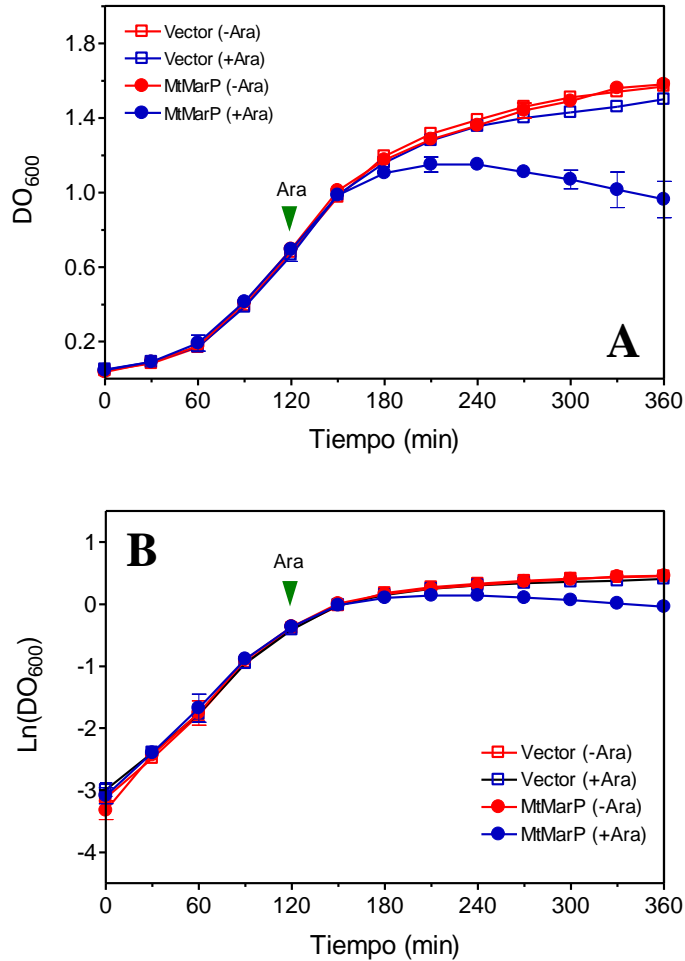 1.8
1.4
1.0
0.6
0.2
DO600
Vector (-Ara)
Vector (+Ara)
MtMarP (-Ara)
MtMarP (+Ara)
Ara
A
0 60 120 180 240 300 360
Tiempo (min)
B
1
0
-1
-2
-3
-4
Ln(DO600)
Ara
Vector (-Ara)
Vector (+Ara)
MtMarP (-Ara)
MtMarP (+Ara)
0 60 120 180 240 300 360
Tiempo (min)